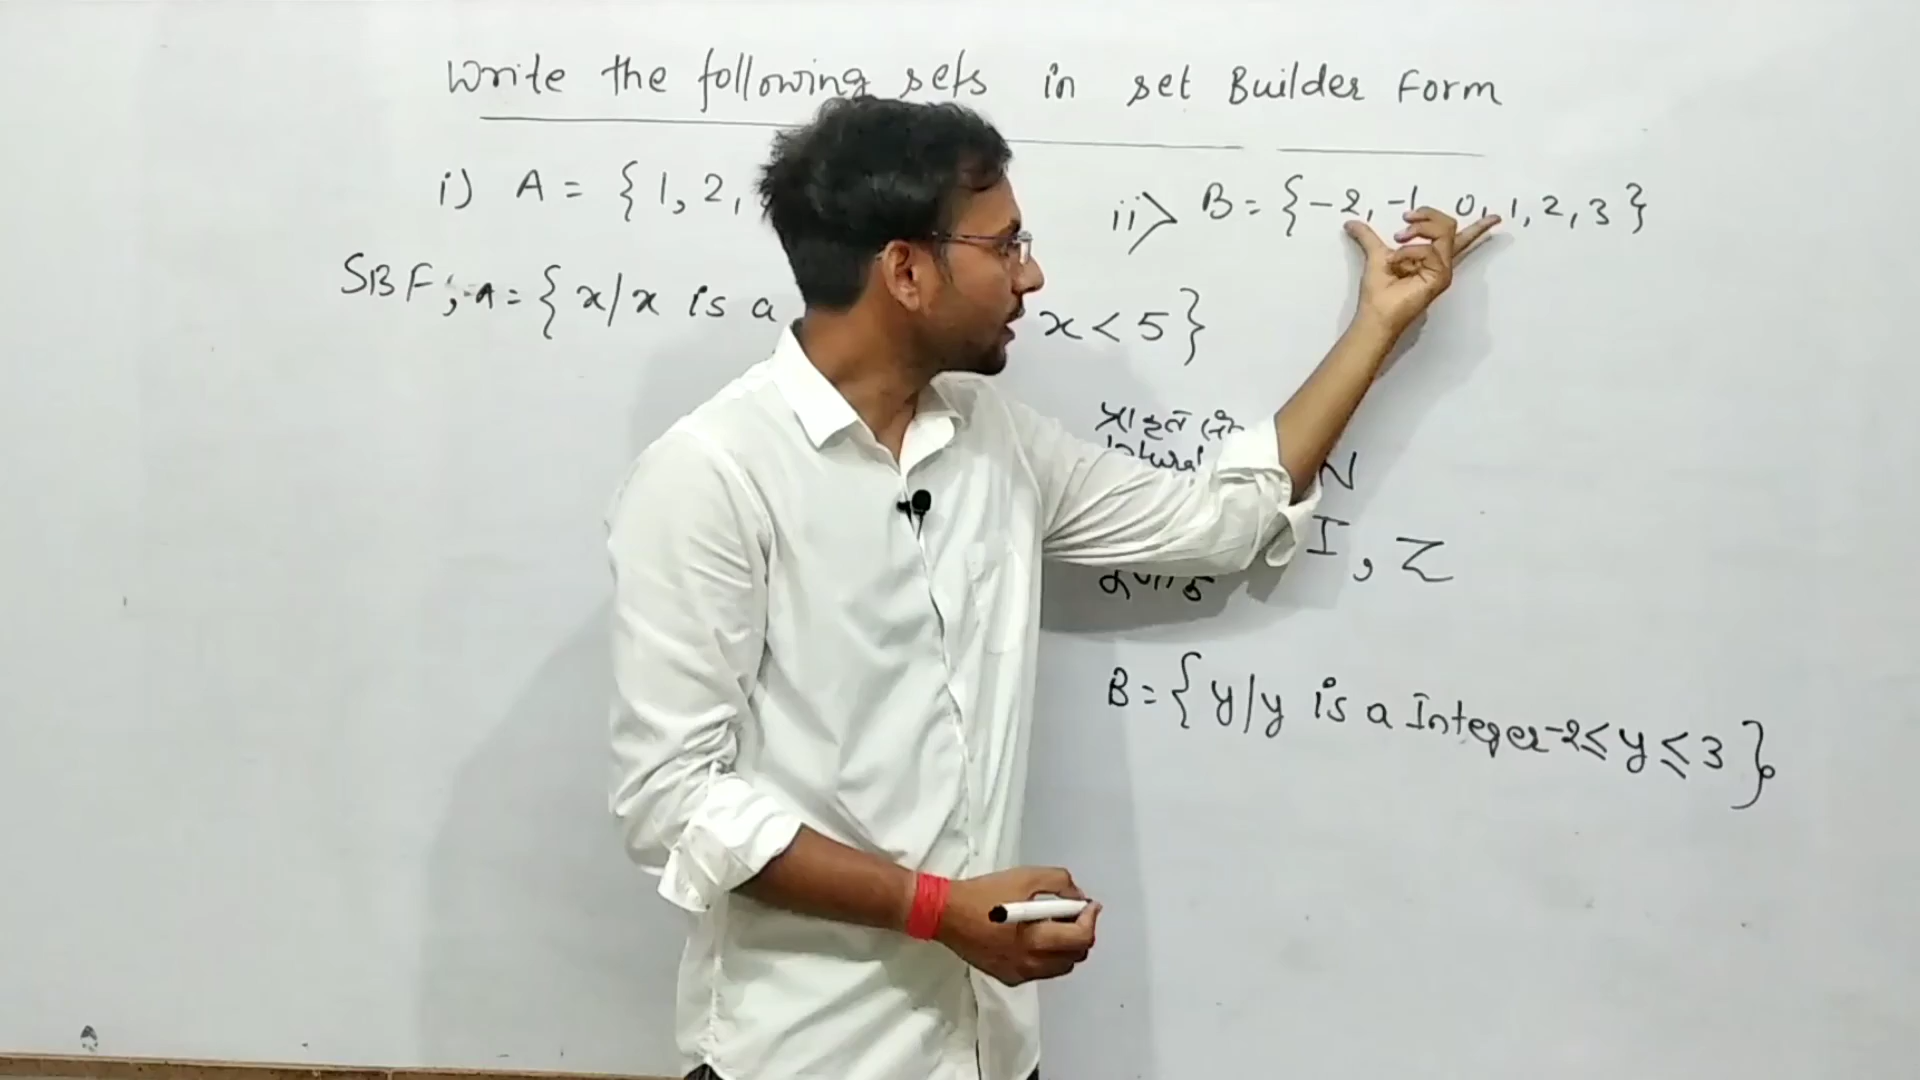 Write the following sets in set Builder Form
i) A = {1, 2,
ii> B = {-2, -1, 0, 1, 2, 3}
SBF; A = {x/x is a x < 5}
प्राकृत
N
I, Z
B = {y/y is a Integer -2 ≤ y ≤ 3}